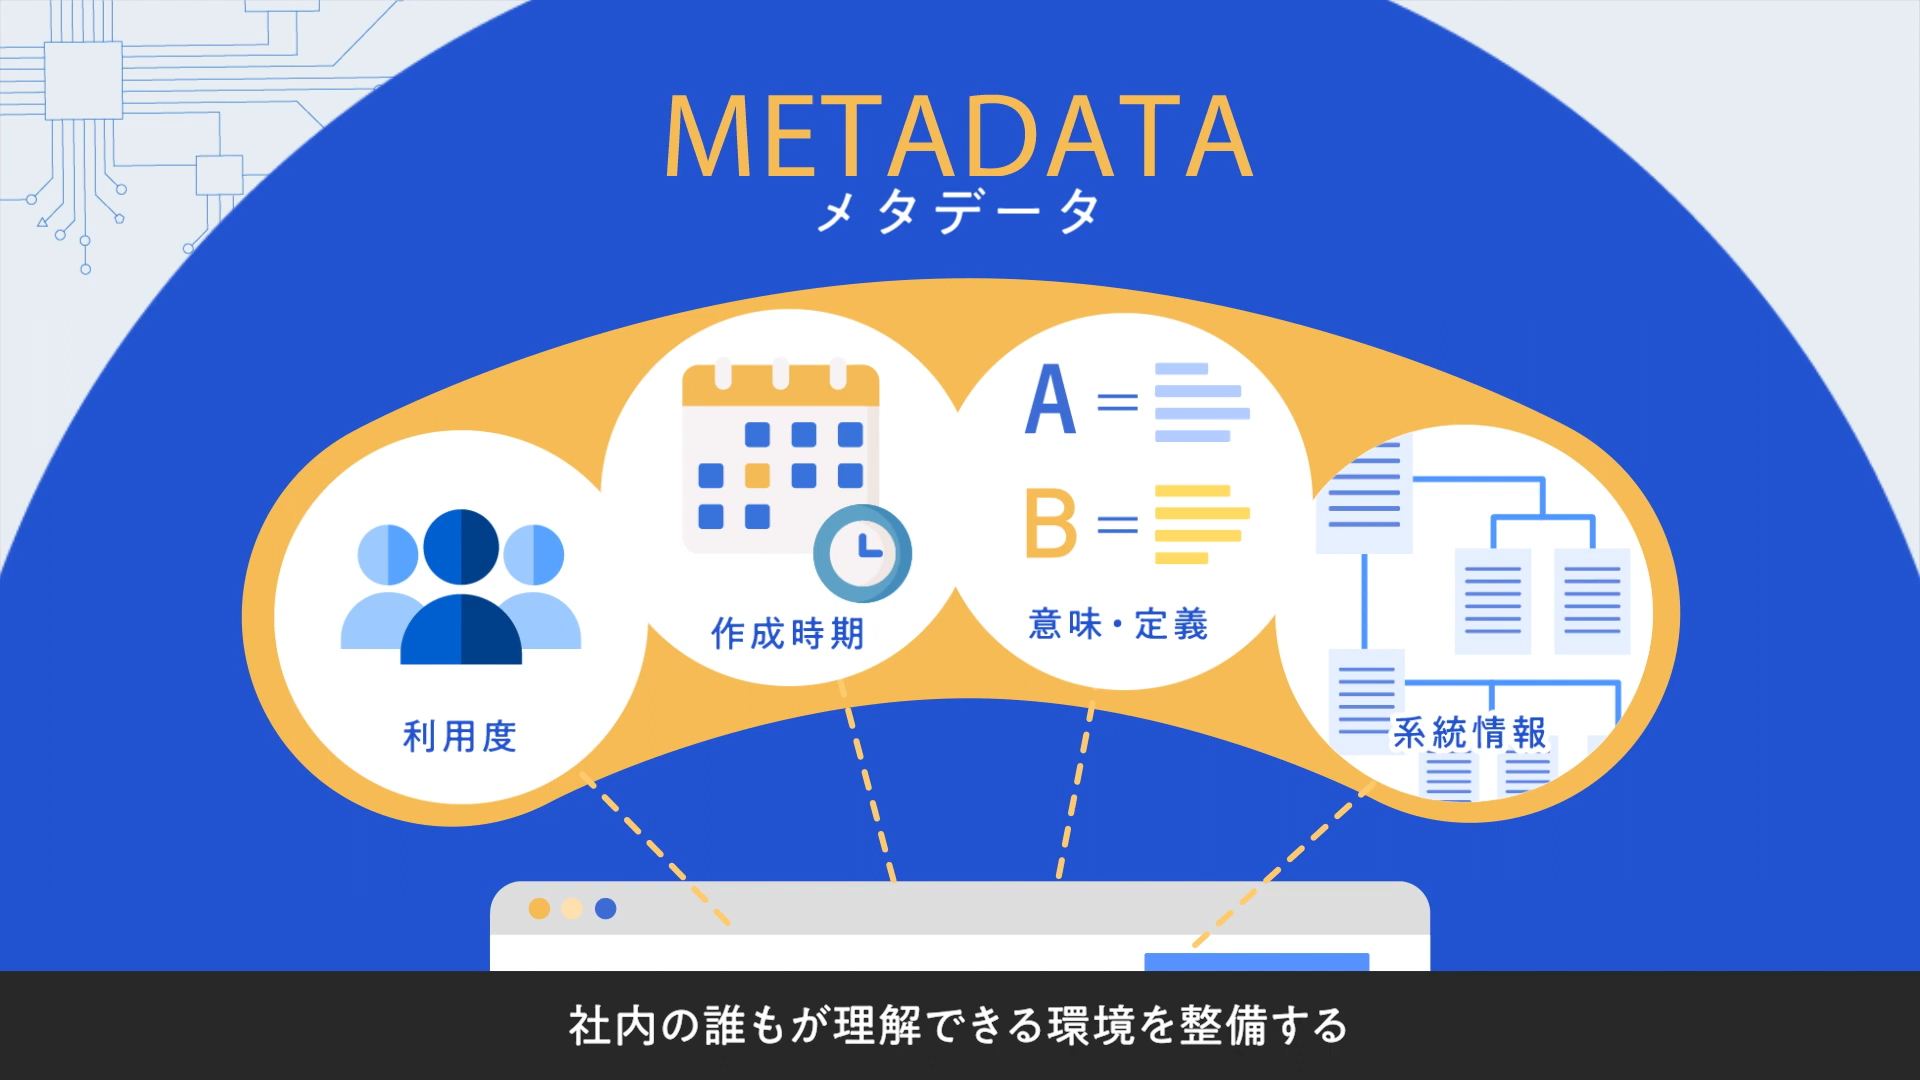 METADATA
メタデータ
A =
B =
作成時期
意味・定義
利用度
系統情報
社内の誰もが理解できる環境を整備する